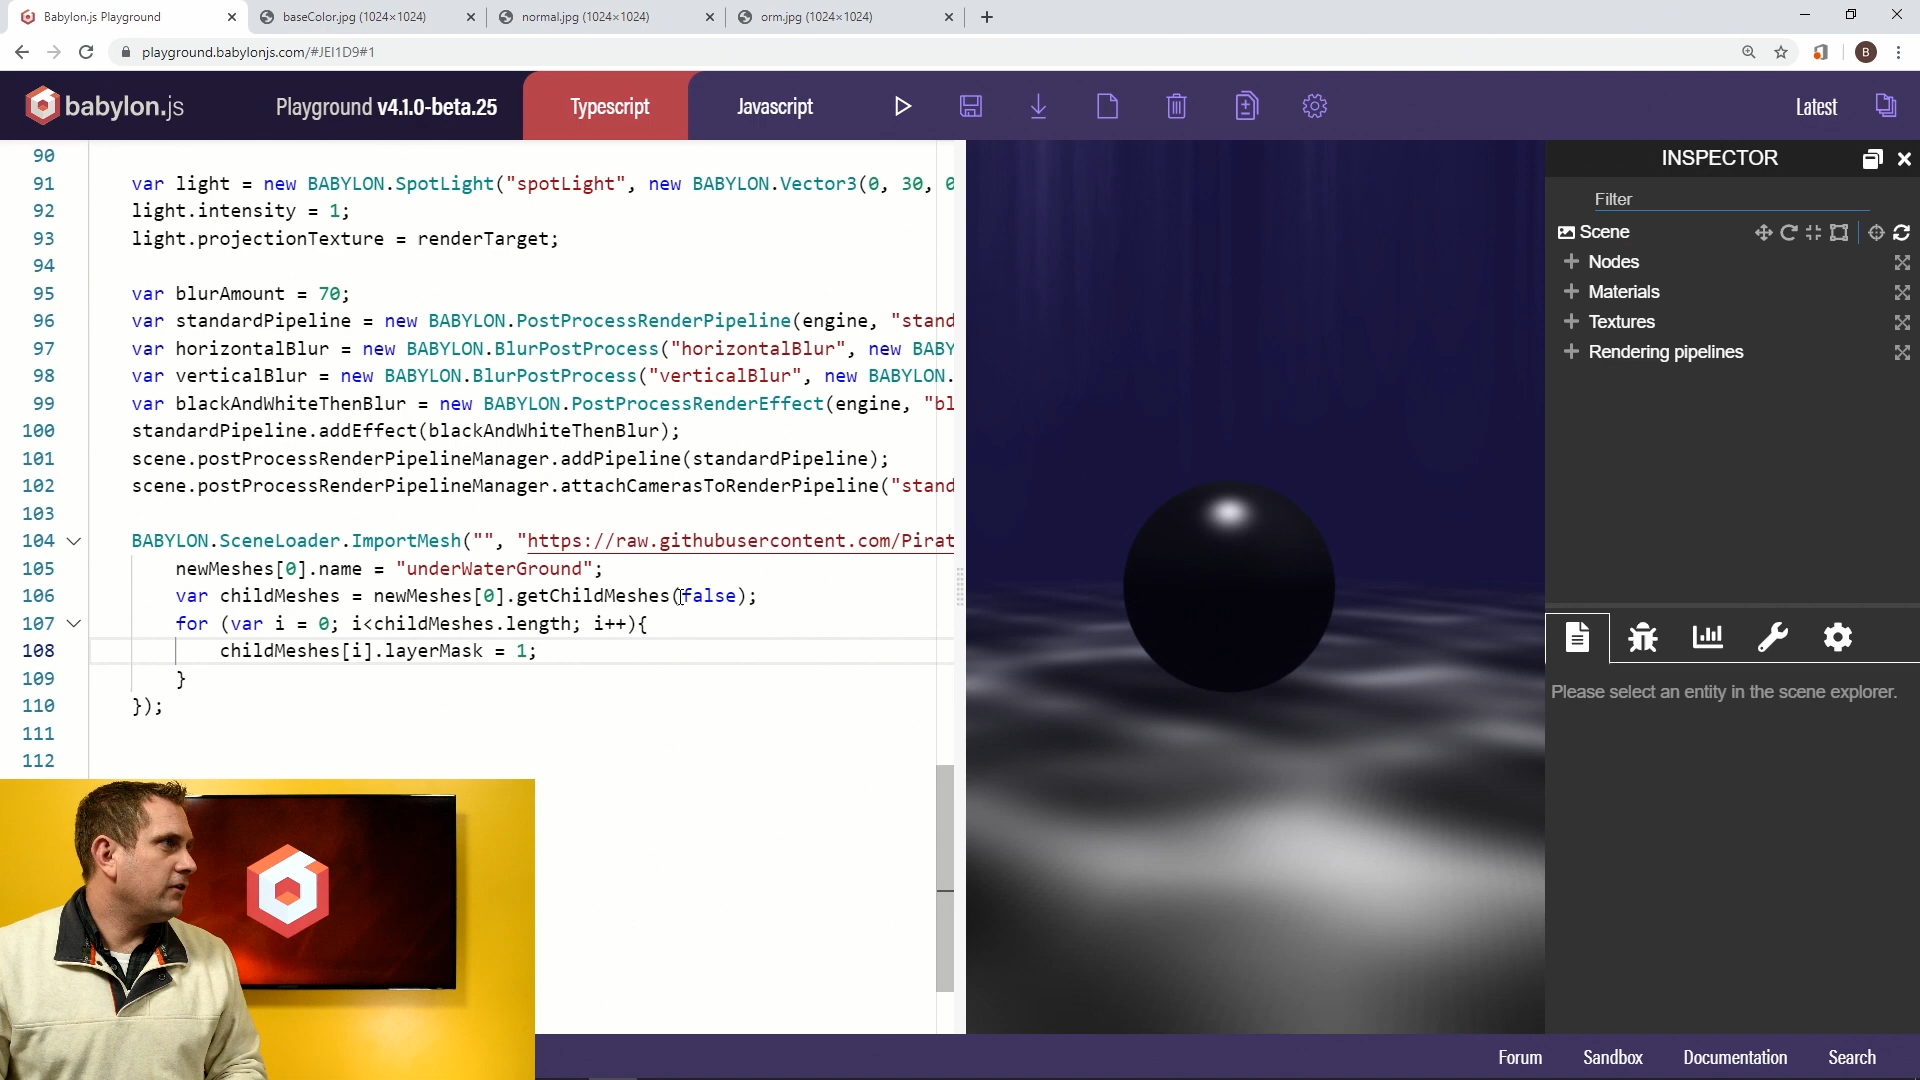 Babylon.js Playground
baseColor.jpg (1024×1024)
normal.jpg (1024×1024)
orm.jpg (1024×1024)
playground.babylonjs.com/#JEI1D9#1
B
babylon.js
Playground v4.1.0-beta.25
Typescript
Javascript
Latest
90
91 var light = new BABYLON.SpotLight("spotLight", new BABYLON.Vector3(0, 30, 0
92 light.intensity = 1;
93 light.projectionTexture = renderTarget;
94
95 var blurAmount = 70;
96 var standardPipeline = new BABYLON.PostProcessRenderPipeline(engine, "stand
97 var horizontalBlur = new BABYLON.BlurPostProcess("horizontalBlur", new BABY
98 var verticalBlur = new BABYLON.BlurPostProcess("verticalBlur", new BABYLON.
99 var blackAndWhiteThenBlur = new BABYLON.PostProcessRenderEffect(engine, "bl
100 standardPipeline.addEffect(blackAndWhiteThenBlur);
101 scene.postProcessRenderPipelineManager.addPipeline(standardPipeline);
102 scene.postProcessRenderPipelineManager.attachCamerasToRenderPipeline("stand
103
104 BABYLON.SceneLoader.ImportMesh("", "https://raw.githubusercontent.com/Pirat
105 newMeshes[0].name = "underWaterGround";
106 var childMeshes = newMeshes[0].getChildMeshes(false);
107 for (var i = 0; i<childMeshes.length; i++){
108 childMeshes[i].layerMask = 1;
109 }
110 });
111
112
INSPECTOR
Filter
Scene
Nodes
Materials
Textures
Rendering pipelines
Please select an entity in the scene explorer.
Forum
Sandbox
Documentation
Search